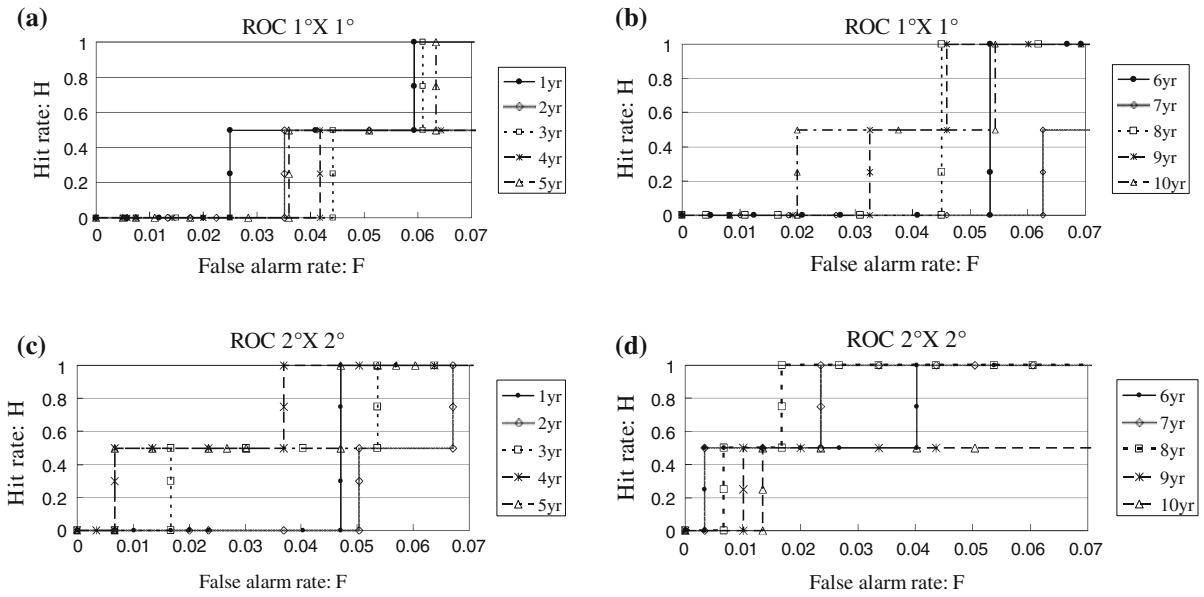 (a)
ROC 1°X 1°
Hit rate: H
1
0.8
0.6
0.4
0.2
0
0 0.01 0.02 0.03 0.04 0.05 0.06 0.07
False alarm rate: F
1yr
2yr
3yr
4yr
5yr
(b)
ROC 1°X 1°
Hit rate: H
1
0.8
0.6
0.4
0.2
0
0 0.01 0.02 0.03 0.04 0.05 0.06 0.07
False alarm rate: F
6yr
7yr
8yr
9yr
10yr
(c)
ROC 2°X 2°
Hit rate: H
1
0.8
0.6
0.4
0.2
0
0 0.01 0.02 0.03 0.04 0.05 0.06 0.07
False alarm rate: F
1yr
2yr
3yr
4yr
5yr
(d)
ROC 2°X 2°
Hit rate: H
1
0.8
0.6
0.4
0.2
0
0 0.01 0.02 0.03 0.04 0.05 0.06 0.07
False alarm rate: F
6yr
7yr
8yr
9yr
10yr